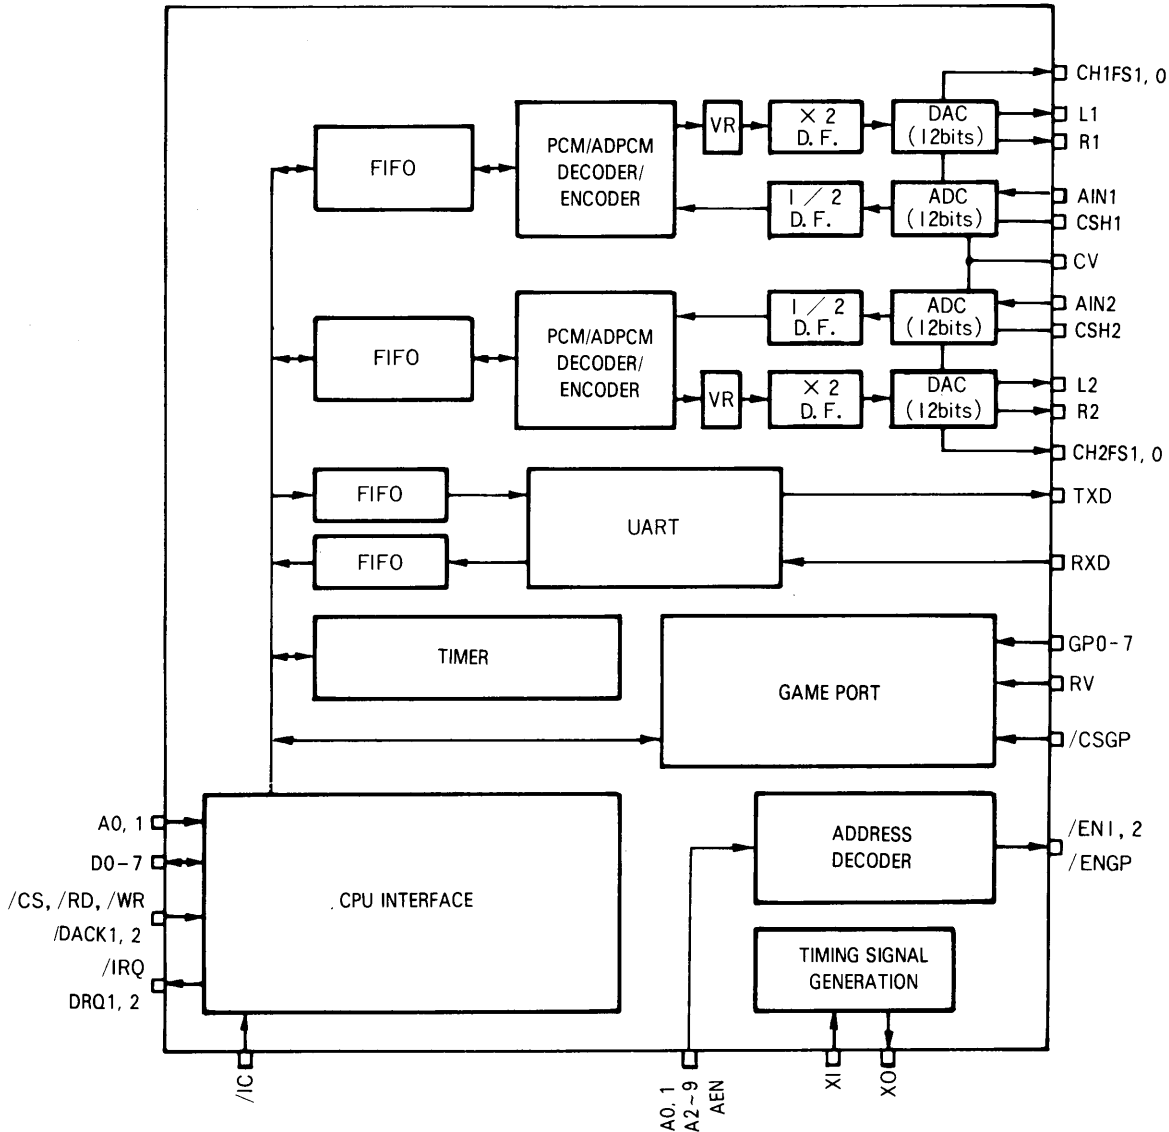 CH1FS1, 0
L1
R1
AIN1
CSH1
CV
AIN2
CSH2
L2
R2
CH2FS1, 0
TXD
RXD
GP0-7
RV
/CSGP
/EN1, 2
/ENGP
FIFO
PCM/ADPCM
DECODER/
ENCODER
VR
× 2
D. F.
DAC
(12bits)
1 / 2
D. F.
ADC
(12bits)
FIFO
PCM/ADPCM
DECODER/
ENCODER
1 / 2
D. F.
ADC
(12bits)
VR
× 2
D. F.
DAC
(12bits)
FIFO
FIFO
UART
TIMER
GAME PORT
CPU INTERFACE
ADDRESS
DECODER
TIMING SIGNAL
GENERATION
A0, 1
D0-7
/CS, /RD, /WR
/DACK1, 2
/IRQ
DRQ1, 2
/IC
A0, 1
A2~9
AEN
XI
XO